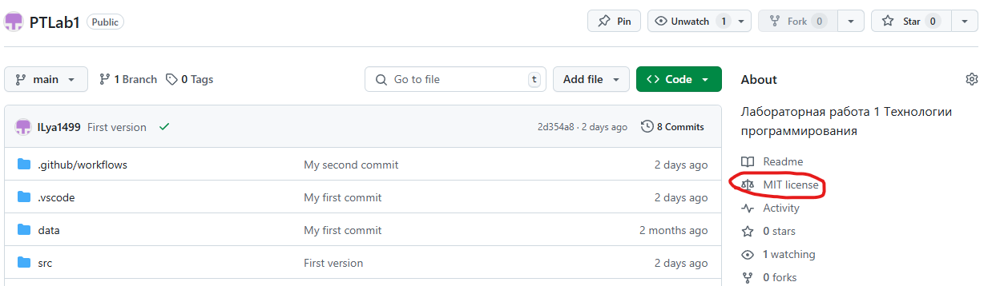 PTLab1 Public Pin Unwatch 1 Fork 0 Star 0
main 1 Branch 0 Tags Go to file t Add file Code
ILya1499 First version 2d354a8 · 2 days ago 8 Commits
.github/workflows My second commit 2 days ago
.vscode My first commit 2 days ago
data My first commit 2 months ago
src First version 2 days ago
About
Лабораторная работа 1 Технологии
программирования
Readme
MIT license
Activity
0 stars
1 watching
0 forks